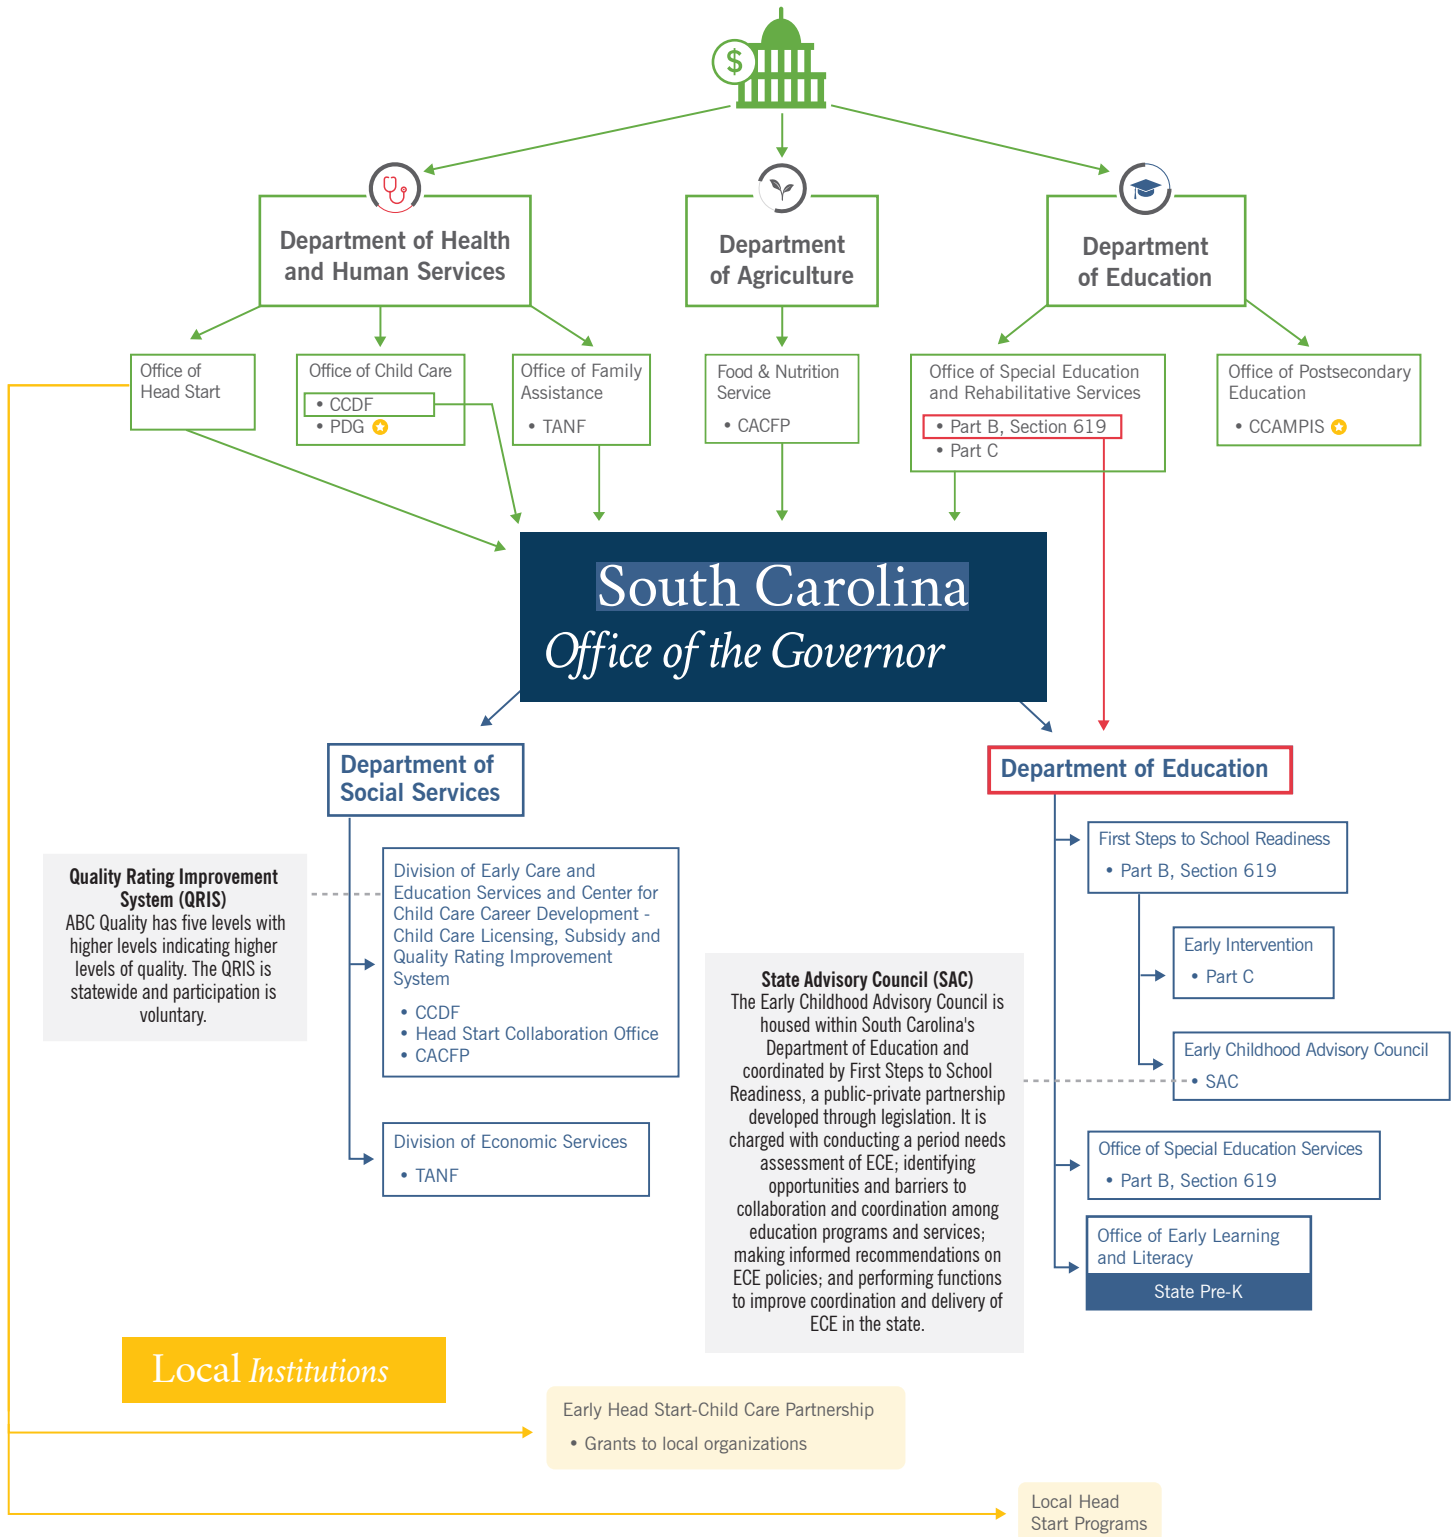 $
Department of Health
and Human Services
Department
of Agriculture
Department
of Education
Office of
Head Start
Office of Child Care
• CCDF
• PDG
Office of Family
Assistance
• TANF
Food & Nutrition
Service
• CACFP
Office of Special Education
and Rehabilitative Services
• Part B, Section 619
• Part C
Office of Postsecondary
Education
• CCAMPIS
South Carolina
Office of the Governor
Department of
Social Services
Quality Rating Improvement
System (QRIS)
ABC Quality has five levels with
higher levels indicating higher
levels of quality. The QRIS is
statewide and participation is
voluntary.
Division of Early Care and
Education Services and Center for
Child Care Career Development -
Child Care Licensing, Subsidy and
Quality Rating Improvement
System
• CCDF
• Head Start Collaboration Office
• CACFP
Division of Economic Services
• TANF
Department of Education
First Steps to School Readiness
• Part B, Section 619
Early Intervention
• Part C
Early Childhood Advisory Council
• SAC
State Advisory Council (SAC)
The Early Childhood Advisory Council is
housed within South Carolina's
Department of Education and
coordinated by First Steps to School
Readiness, a public-private partnership
developed through legislation. It is
charged with conducting a period needs
assessment of ECE; identifying
opportunities and barriers to
collaboration and coordination among
education programs and services;
making informed recommendations on
ECE policies; and performing functions
to improve coordination and delivery of
ECE in the state.
Office of Special Education Services
• Part B, Section 619
Office of Early Learning
and Literacy
State Pre-K
Local Institutions
Early Head Start-Child Care Partnership
• Grants to local organizations
Local Head
Start Programs